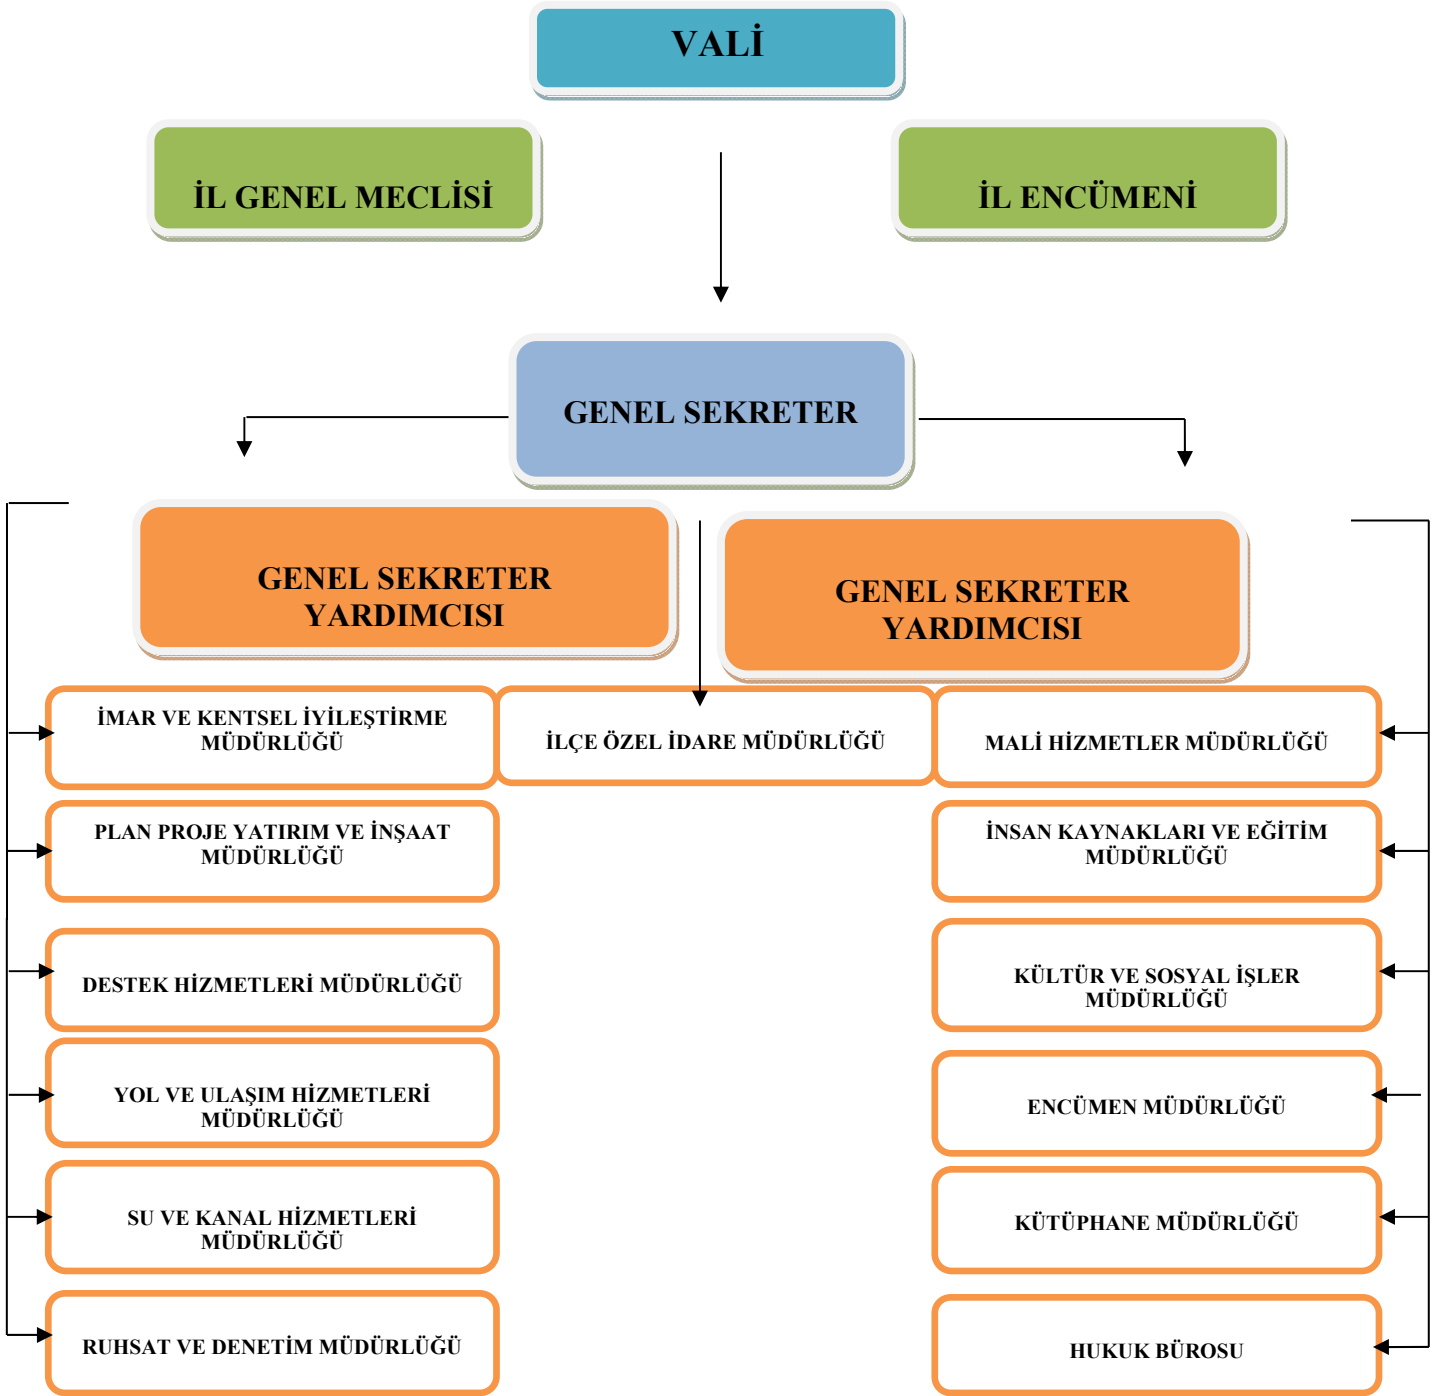 VALİ
İL GENEL MECLİSİ
İL ENCÜMENİ
GENEL SEKRETER
GENEL SEKRETER
YARDIMCISI
GENEL SEKRETER
YARDIMCISI
İMAR VE KENTSEL İYİLEŞTİRME
MÜDÜRLÜĞÜ
İLÇE ÖZEL İDARE MÜDÜRLÜĞÜ
MALİ HİZMETLER MÜDÜRLÜĞÜ
PLAN PROJE YATIRIM VE İNŞAAT
MÜDÜRLÜĞÜ
İNSAN KAYNAKLARI VE EĞİTİM
MÜDÜRLÜĞÜ
DESTEK HİZMETLERİ MÜDÜRLÜĞÜ
KÜLTÜR VE SOSYAL İŞLER
MÜDÜRLÜĞÜ
YOL VE ULAŞIM HİZMETLERİ
MÜDÜRLÜĞÜ
ENCÜMEN MÜDÜRLÜĞÜ
SU VE KANAL HİZMETLERİ
MÜDÜRLÜĞÜ
KÜTÜPHANE MÜDÜRLÜĞÜ
RUHSAT VE DENETİM MÜDÜRLÜĞÜ
HUKUK BÜROSU